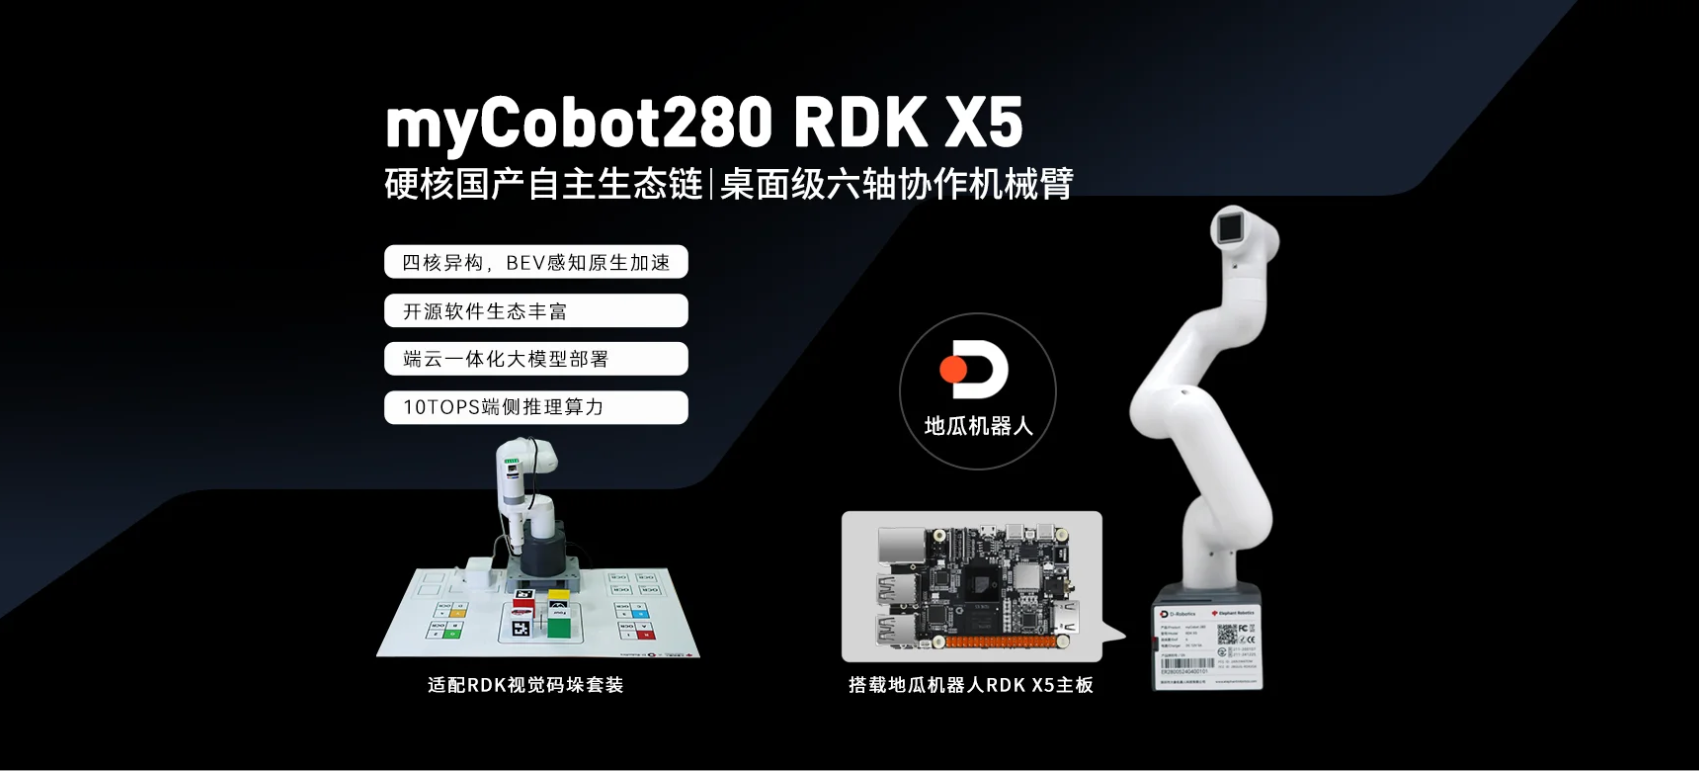 myCobot280 RDK X5
硬核国产自主生态链|桌面级六轴协作机械臂
四核异构，BEV感知原生加速
开源软件生态丰富
端云一体化大模型部署
10TOPS端侧推理算力
地瓜机器人
适配RDK视觉码垛套装
搭载地瓜机器人RDK X5主板
D-Robotics
Elephant Robotics